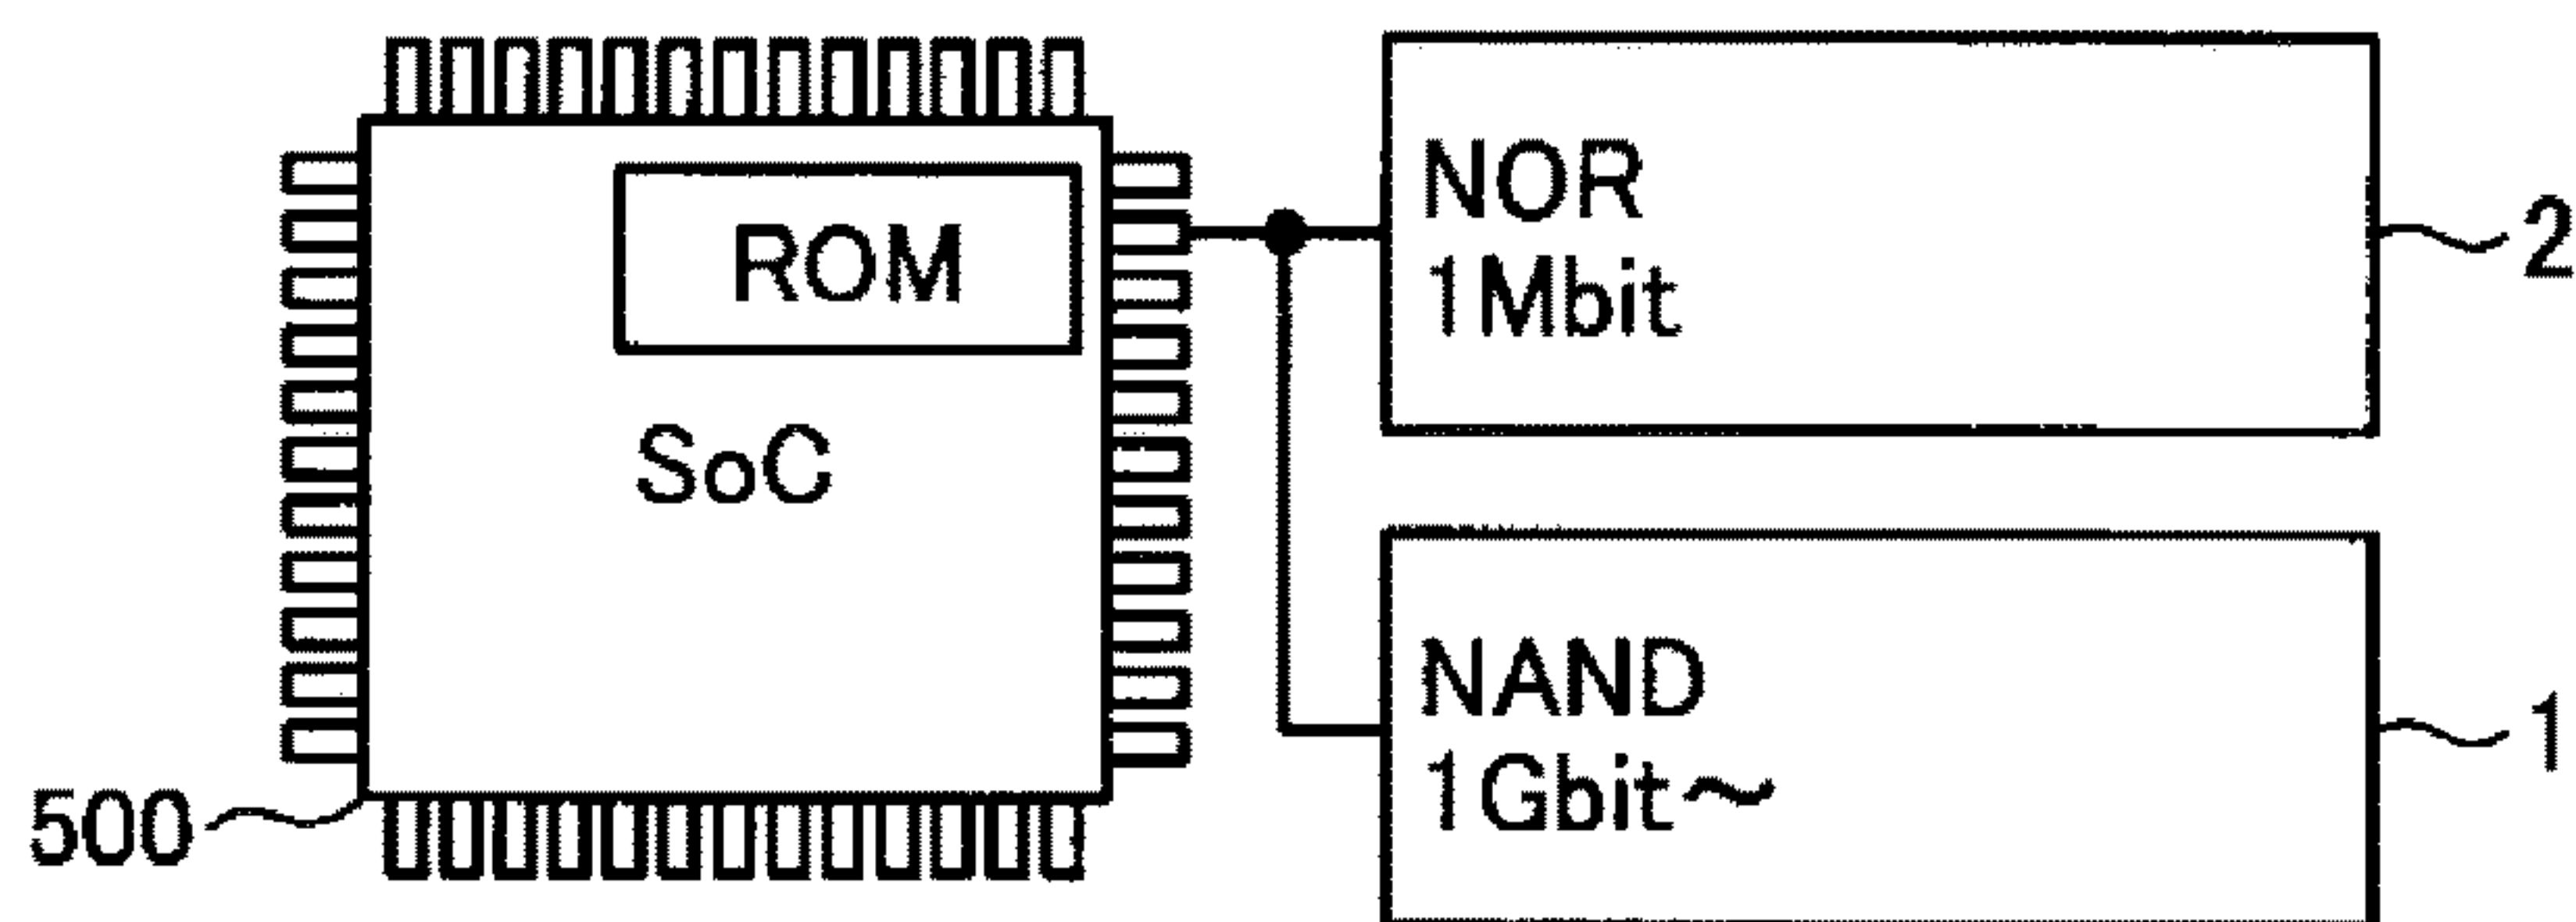 ROM
SoC
500
NOR
1Mbit
2
NAND
1Gbit～
1